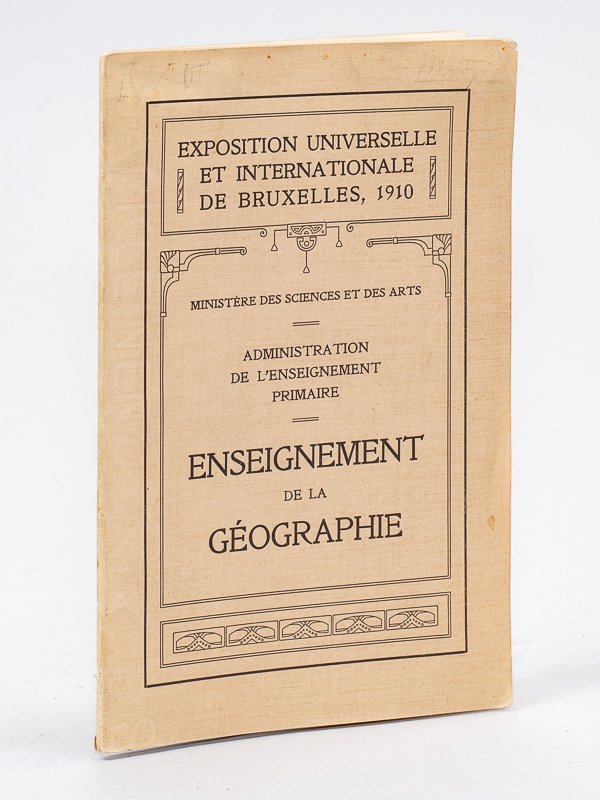 EXPOSITION UNIVERSELLE
ET INTERNATIONALE
DE BRUXELLES, 1910
MINISTÈRE DES SCIENCES ET DES ARTS
ADMINISTRATION
DE L'ENSEIGNEMENT
PRIMAIRE
ENSEIGNEMENT
DE LA
GÉOGRAPHIE